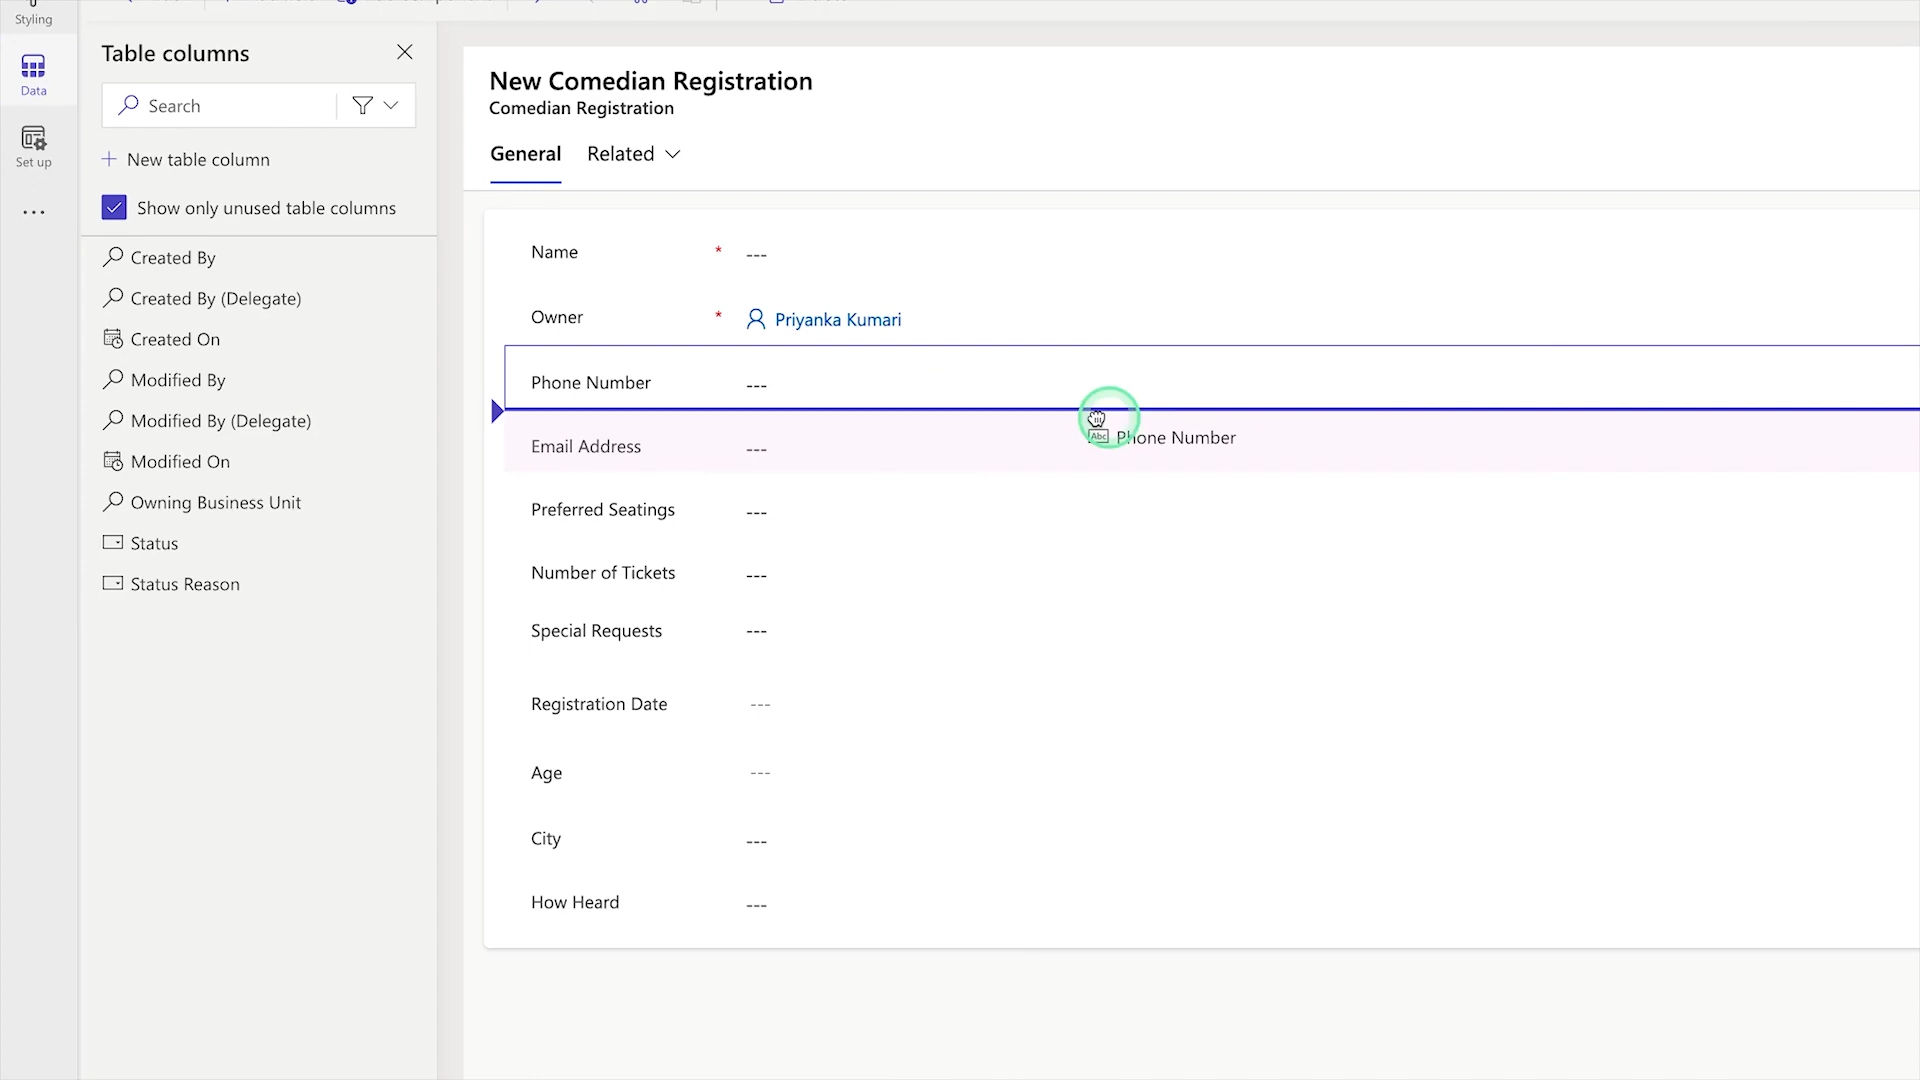 Styling
Data
Set up
Table columns
Search
New table column
Show only unused table columns
Created By
Created By (Delegate)
Created On
Modified By
Modified By (Delegate)
Modified On
Owning Business Unit
Status
Status Reason
New Comedian Registration
Comedian Registration
General Related
Name * ---
Owner * Priyanka Kumari
Phone Number ---
Abc Phone Number
Email Address ---
Preferred Seatings ---
Number of Tickets ---
Special Requests ---
Registration Date ---
Age ---
City ---
How Heard ---